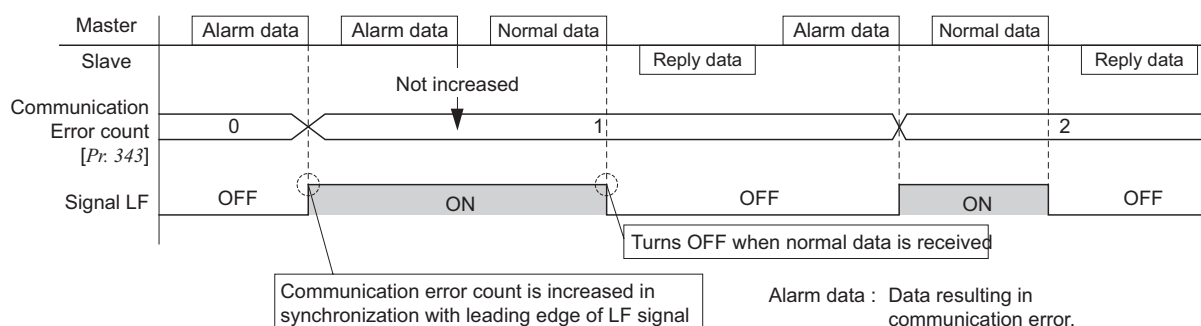 Master
Alarm data
Alarm data
Normal data
Alarm data
Normal data
Slave
Reply data
Reply data
Not increased
Communication
Error count
[Pr. 343]
0
1
2
Signal LF
OFF
ON
OFF
ON
OFF
Turns OFF when normal data is received
Communication error count is increased in
synchronization with leading edge of LF signal
Alarm data : Data resulting in
communication error.